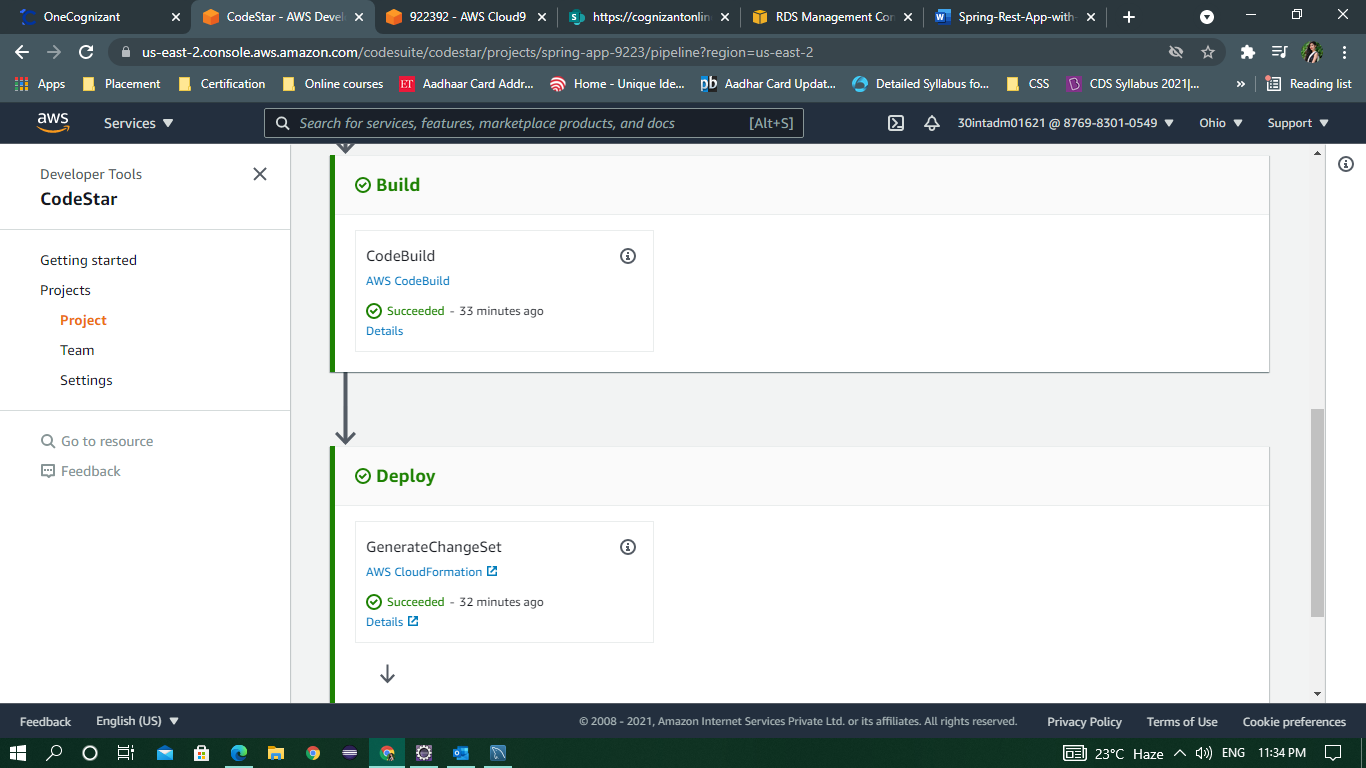 OneCognizant
CodeStar - AWS Devel
922392 - AWS Cloud9
https://cognizantonlin
RDS Management Con
Spring-Rest-App-with-
us-east-2.console.aws.amazon.com/codesuite/codestar/projects/spring-app-9223/pipeline?region=us-east-2
Apps
Placement
Certification
Online courses
ET
Aadhaar Card Addr...
Home - Unique Ide...
pb
Aadhar Card Updat...
Detailed Syllabus fo...
CSS
CDS Syllabus 2021|...
»
Reading list
aws
Services
Search for services, features, marketplace products, and docs
[Alt+S]
30intadm01621 @ 8769-8301-0549
Ohio
Support
Developer Tools
CodeStar
Getting started
Projects
Project
Team
Settings
Go to resource
Feedback
Build
CodeBuild
AWS CodeBuild
Succeeded - 33 minutes ago
Details
Deploy
GenerateChangeSet
AWS CloudFormation
Succeeded - 32 minutes ago
Details
Feedback
English (US)
© 2008 - 2021, Amazon Internet Services Private Ltd. or its affiliates. All rights reserved.
Privacy Policy
Terms of Use
Cookie preferences
23°C Haze
ENG
11:34 PM